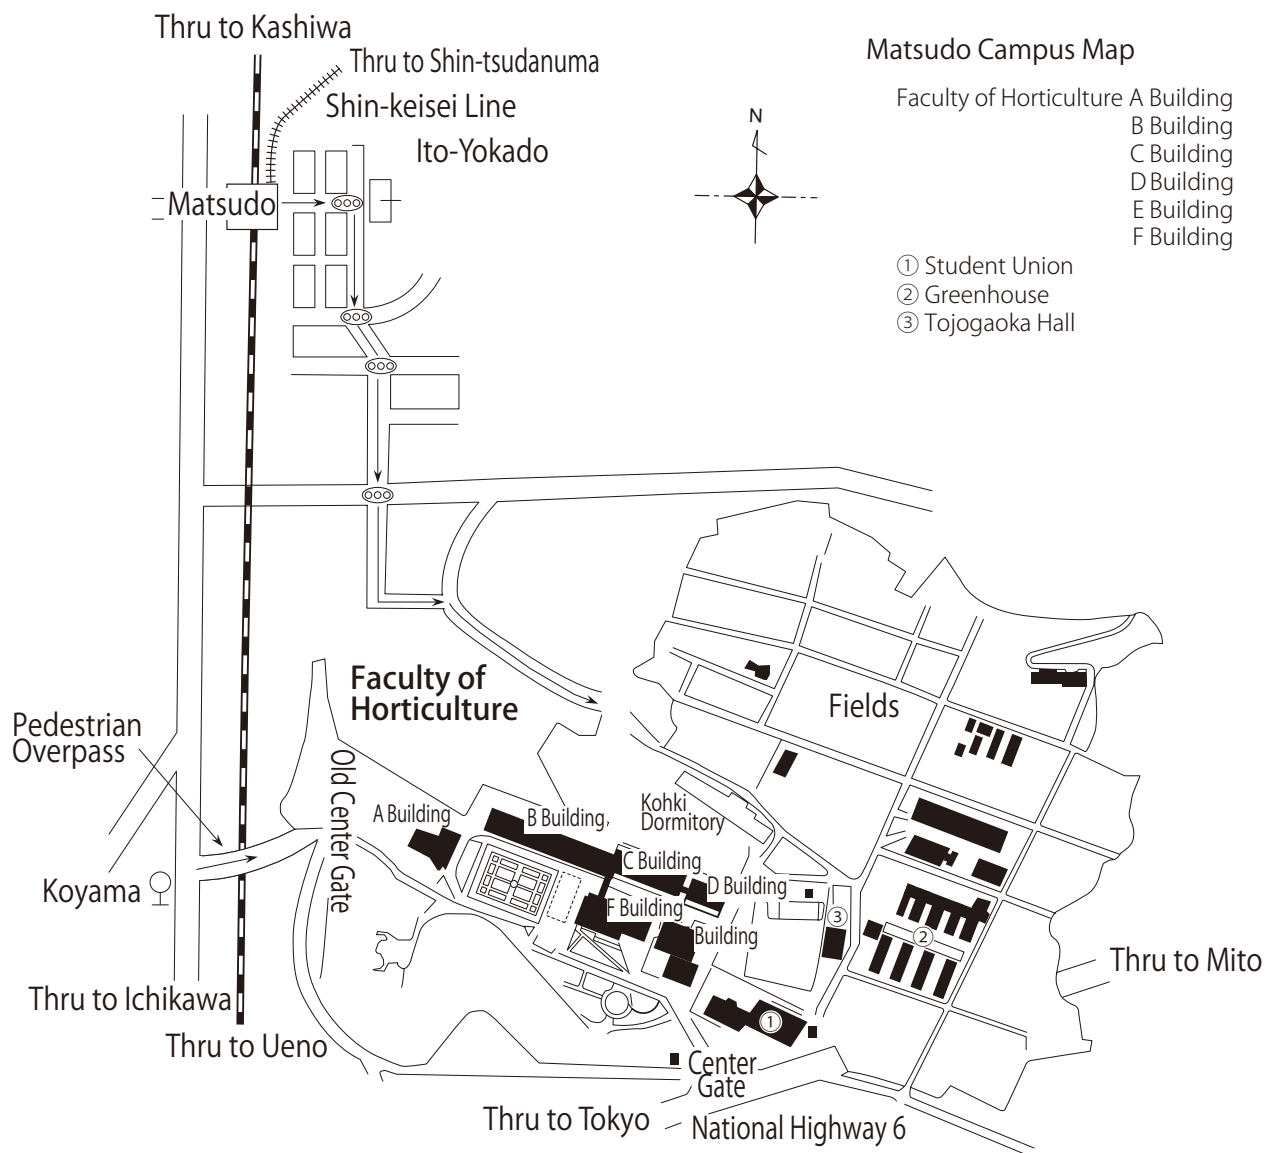 Thru to Kashiwa
Thru to Shin-tsudanuma
Shin-keisei Line
Ito-Yokado
Matsudo
Matsudo Campus Map
Faculty of Horticulture A Building
B Building
C Building
D Building
E Building
F Building
① Student Union
② Greenhouse
③ Tojogaoka Hall
N
Faculty of
Horticulture
Fields
Pedestrian
Overpass
Old Center Gate
A Building
B Building
Kohki
Dormitory
C Building
D Building
F Building
Building
Koyama
③
②
①
Thru to Mito
Thru to Ichikawa
Thru to Ueno
Center
Gate
Thru to Tokyo
National Highway 6